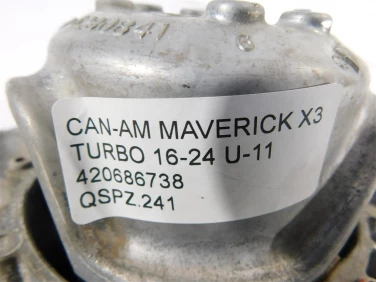 CAN-AM MAVERICK X3
TURBO 16-24 U-11
420686738
QSPZ.241